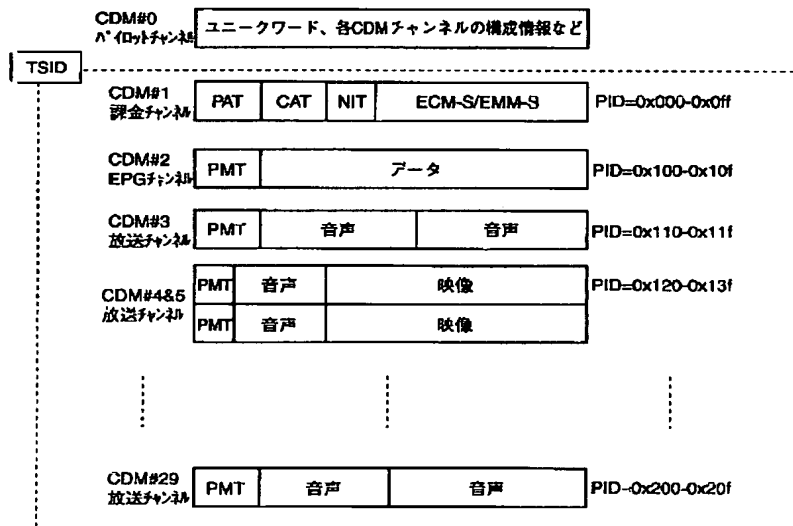 CDM#0
パイロットチャンネル
ユニークワード、各CDMチャンネルの構成情報など
TSID
CDM#1
課金チャンネル
PAT CAT NIT ECM-S/EMM-S PID=0x000-0x0ff
CDM#2
EPGチャンネル
PMT データ PID=0x100-0x10f
CDM#3
放送チャンネル
PMT 音声 音声 PID=0x110-0x11f
CDM#4&5
放送チャンネル
PMT 音声 映像 PID=0x120-0x13f
PMT 音声 映像
CDM#29
放送チャンネル
PMT 音声 音声 PID=0x200-0x20f